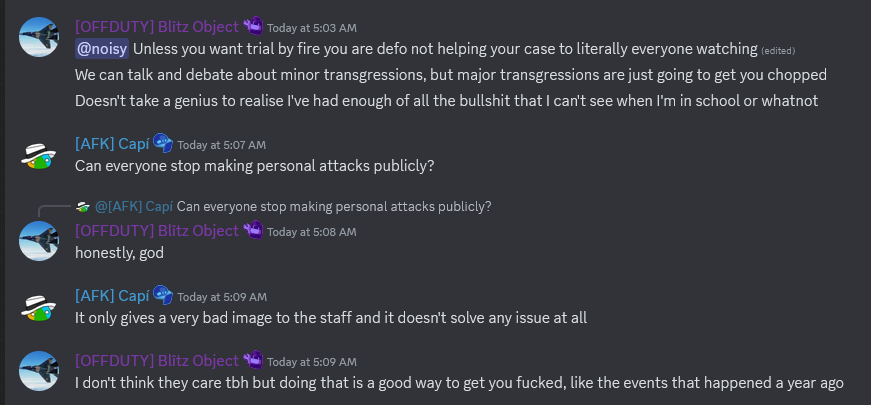 [OFFDUTY] Blitz Object Today at 5:03 AM
@noisy Unless you want trial by fire you are defo not helping your case to literally everyone watching (edited)
We can talk and debate about minor transgressions, but major transgressions are just going to get you chopped
Doesn't take a genius to realise I've had enough of all the bullshit that I can't see when I'm in school or whatnot
[AFK] Capí Today at 5:07 AM
Can everyone stop making personal attacks publicly?
@[AFK] Capí Can everyone stop making personal attacks publicly?
[OFFDUTY] Blitz Object Today at 5:08 AM
honestly, god
[AFK] Capí Today at 5:09 AM
It only gives a very bad image to the staff and it doesn't solve any issue at all
[OFFDUTY] Blitz Object Today at 5:09 AM
I don't think they care tbh but doing that is a good way to get you fucked, like the events that happened a year ago